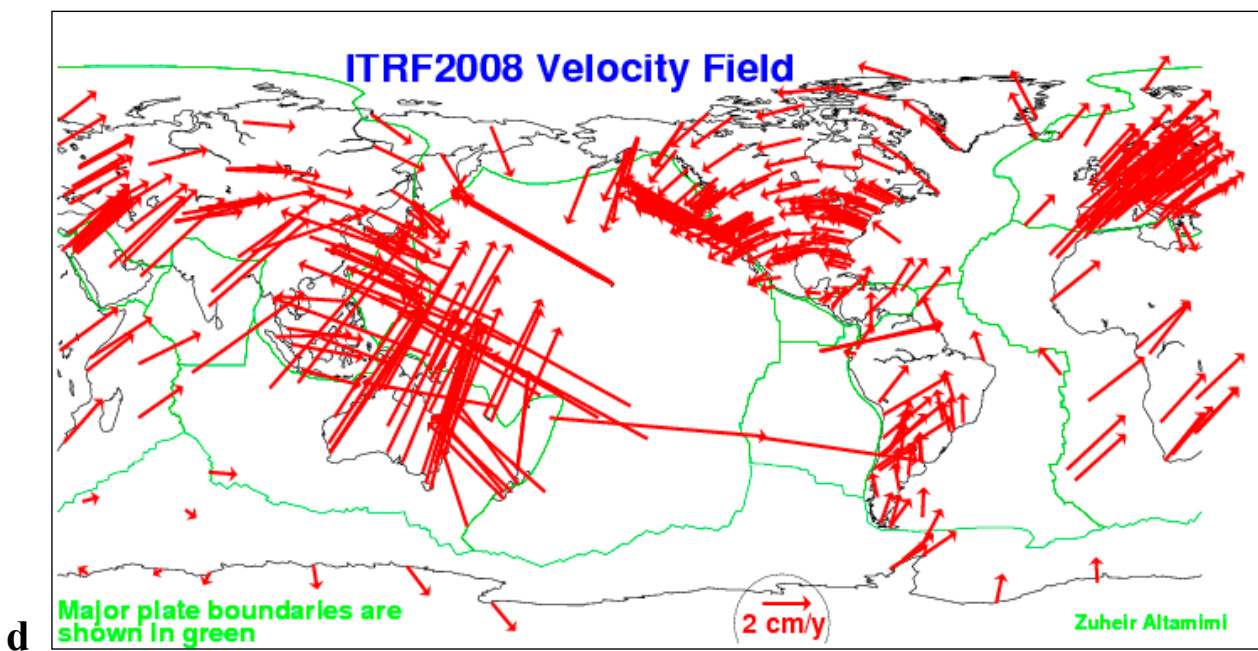 ITRF2008 Velocity Field
Major plate boundaries are
shown in green
2 cm/y
Zuheir Altamimi
d